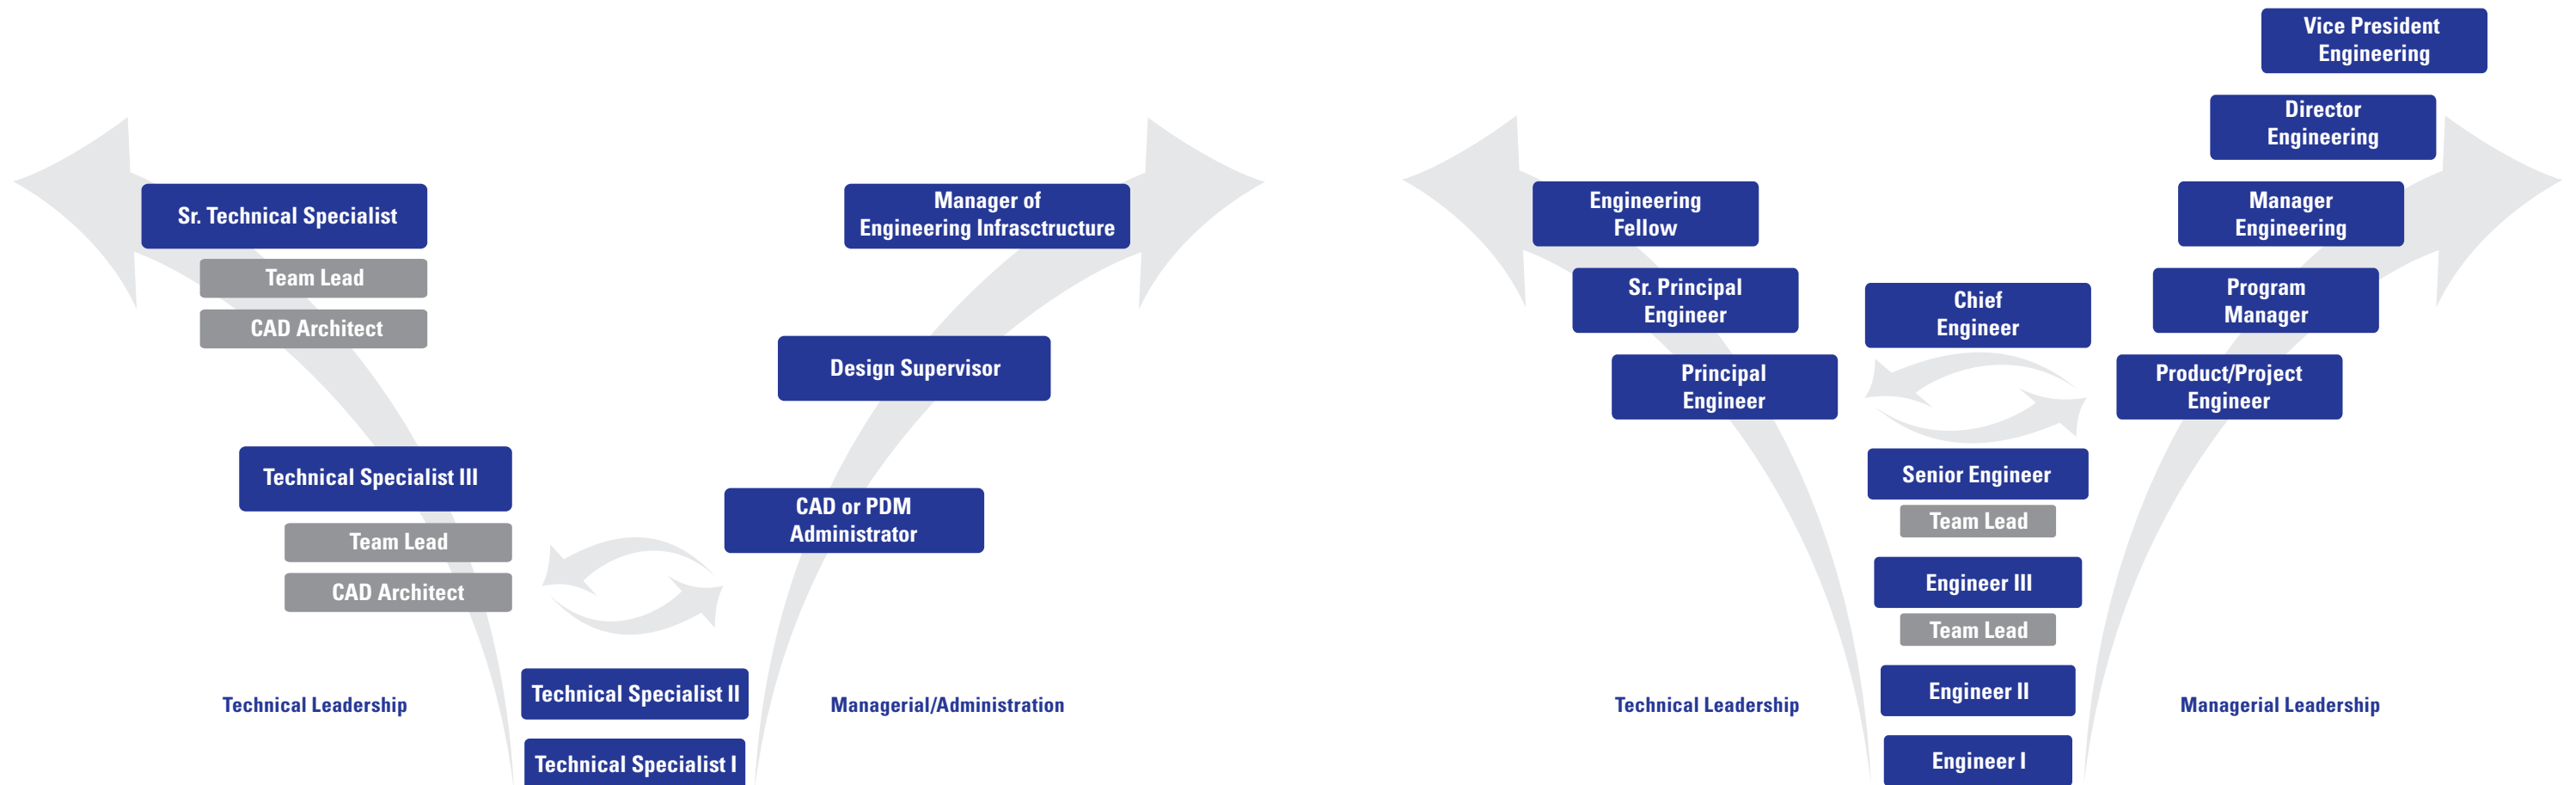 Sr. Technical Specialist
Team Lead
CAD Architect
Technical Specialist III
Team Lead
CAD Architect
Technical Leadership
Technical Specialist II
Technical Specialist I
Manager of
Engineering Infrasctructure
Design Supervisor
CAD or PDM
Administrator
Managerial/Administration
Engineering
Fellow
Sr. Principal
Engineer
Principal
Engineer
Technical Leadership
Chief
Engineer
Senior Engineer
Team Lead
Engineer III
Team Lead
Engineer II
Engineer I
Vice President
Engineering
Director
Engineering
Manager
Engineering
Program
Manager
Product/Project
Engineer
Managerial Leadership